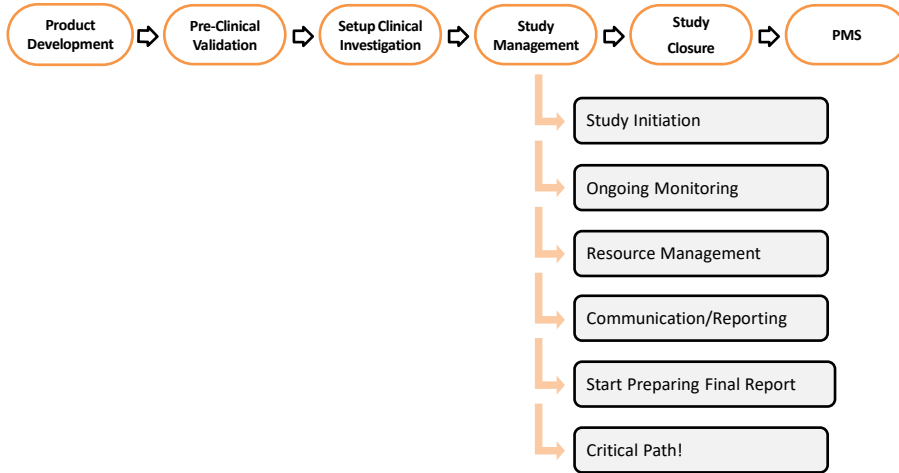 Product
Development
Pre-Clinical
Validation
Setup Clinical
Investigation
Study
Management
Study
Closure
PMS
Study Initiation
Ongoing Monitoring
Resource Management
Communication/Reporting
Start Preparing Final Report
Critical Path!